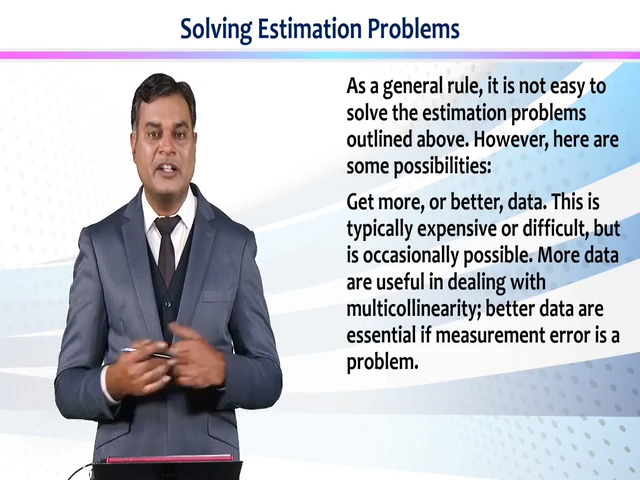 Solving Estimation Problems
As a general rule, it is not easy to
solve the estimation problems
outlined above. However, here are
some possibilities:
Get more, or better, data. This is
typically expensive or difficult, but
is occasionally possible. More data
are useful in dealing with
multicollinearity; better data are
essential if measurement error is a
problem.